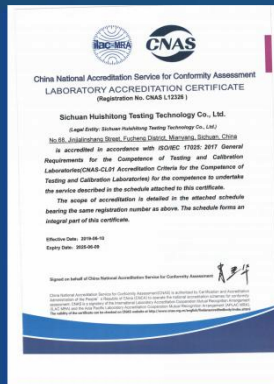 ilac-MRA
CNAS
China National Accreditation Service for Conformity Assessment
LABORATORY ACCREDITATION CERTIFICATE
(Registration No. CNAS L12326 )
Sichuan Huishitong Testing Technology Co., Ltd.
(Legal Entity: Sichuan Huishitong Testing Technology Co., Ltd.)
No.66, Street, Fucheng District, Mianyang, Sichuan, China
is accredited in accordance with ISO/IEC 17025: 2017 General
Requirements for the Competence of Testing and Calibration
Laboratories(CNAS-CL01 Accreditation Criteria for the Competence of
Testing and Calibration Laboratories) for the competence to undertake
the service described in the schedule attached to this certificate.
The scope of accreditation is detailed in the attached schedule
bearing the same registration number as above. The schedule forms an
integral part of this certificate.
Effective Date: 2019-06-
Expiry Date: 2025-06-
Signed on behalf of China National Accreditation Service for Conformity Assessment